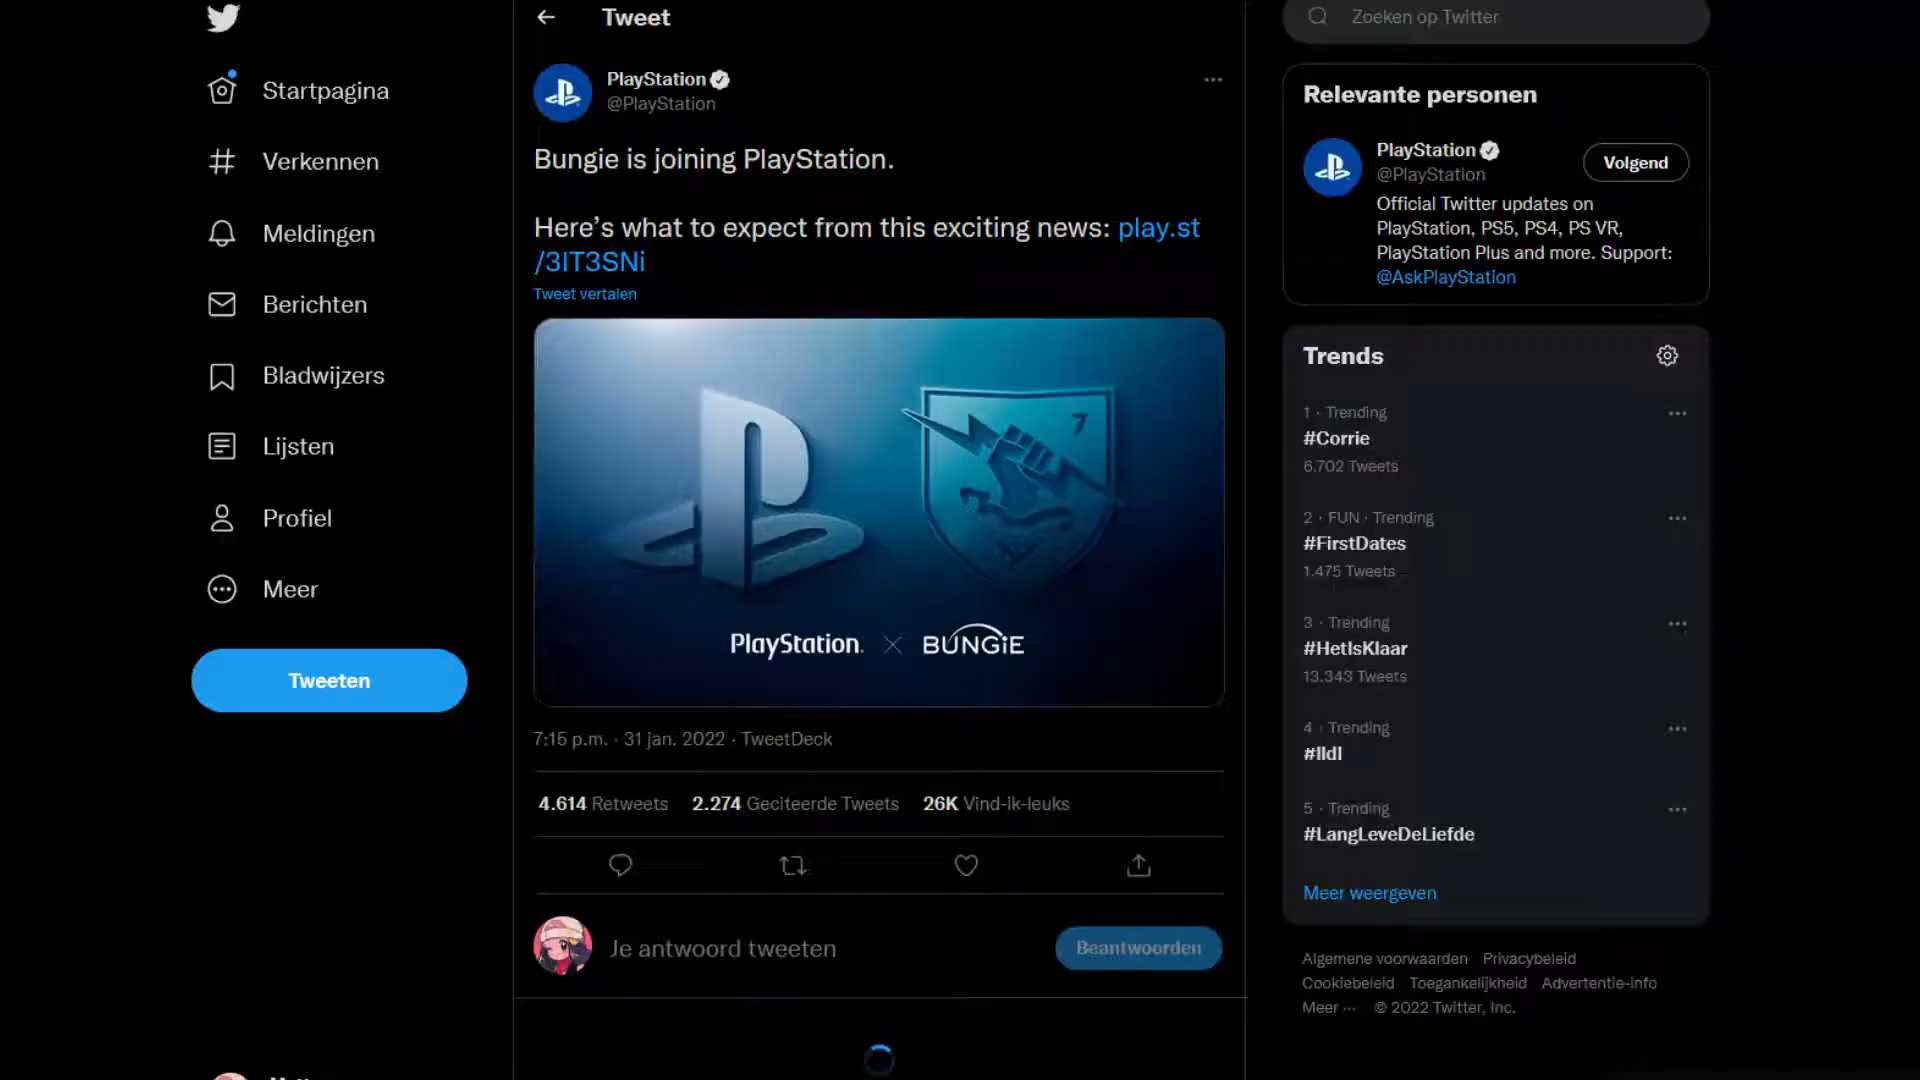 Startpagina
Verkennen
Meldingen
Berichten
Bladwijzers
Lijsten
Profiel
Meer
Tweeten
Tweet
PlayStation
@PlayStation
Bungie is joining PlayStation.
Here’s what to expect from this exciting news: play.st
/3IT3SNi
Tweet vertalen
7
PlayStation. BUNGiE
7:15 p.m. · 31 jan. 2022 · TweetDeck
4.614 Retweets 2.274 Geciteerde Tweets 26K Vind-ik-leuks
Je antwoord tweeten
Beantwoorden
Zoeken op Twitter
Relevante personen
PlayStation
@PlayStation
Volgend
Official Twitter updates on
PlayStation, PS5, PS4, PS VR,
PlayStation Plus and more. Support:
@AskPlayStation
Trends
1 · Trending
#Corrie
6.702 Tweets
2 · FUN · Trending
#FirstDates
1.475 Tweets
3 · Trending
#HetIsKlaar
13.343 Tweets
4 · Trending
#lldl
5 · Trending
#LangLeveDeLiefde
Meer weergeven
Algemene voorwaarden Privacybeleid
Cookiebeleid Toegankelijkheid Advertentie-info
Meer ··· © 2022 Twitter, Inc.